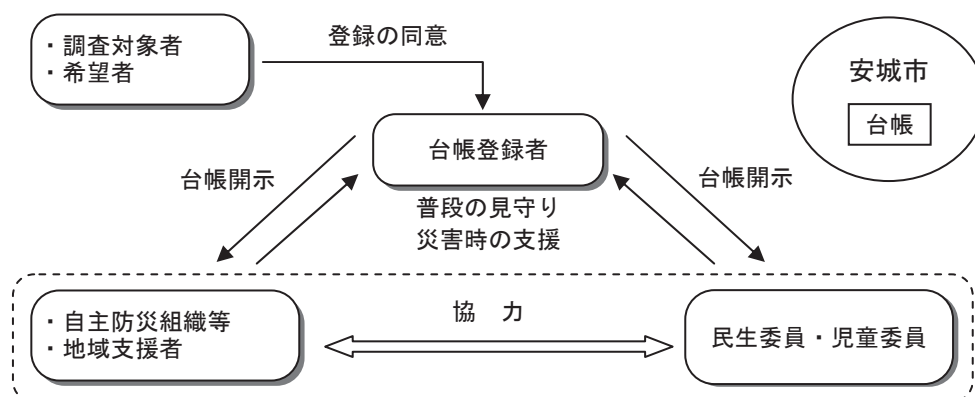 ・調査対象者
・希望者
登録の同意
安城市
台帳
台帳登録者
台帳開示
台帳開示
普段の見守り
災害時の支援
・自主防災組織等
・地域支援者
協　力
民生委員・児童委員